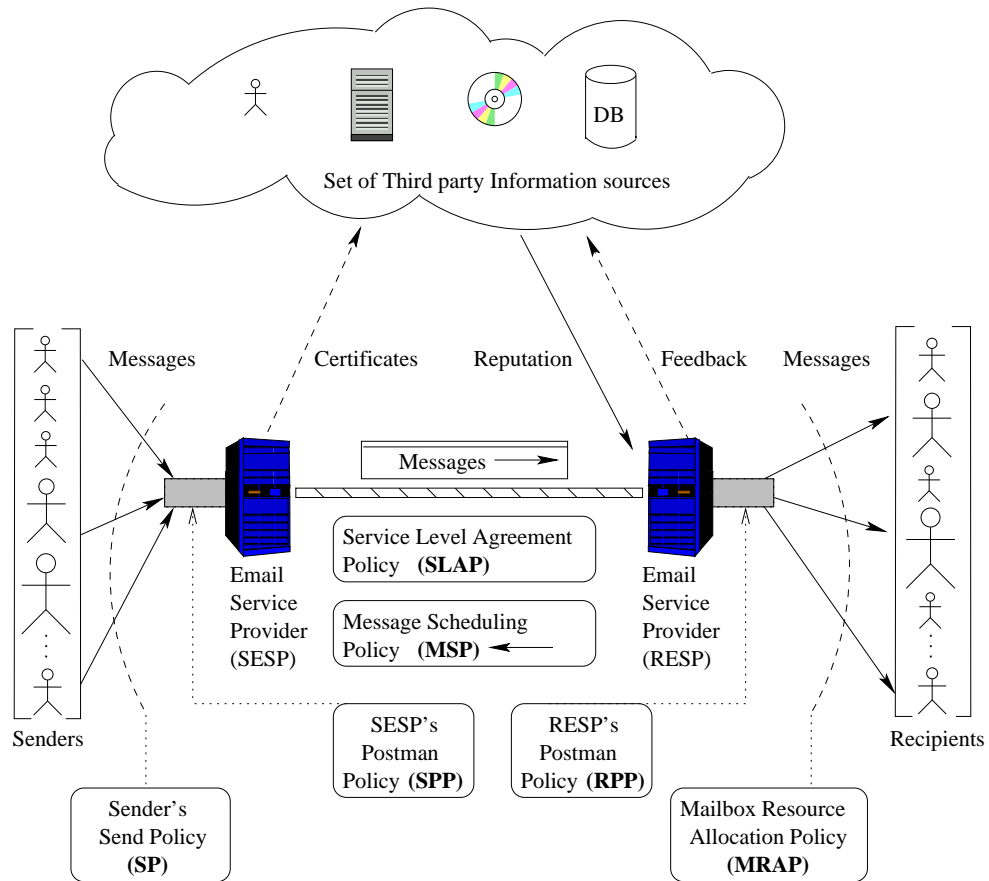 DB
Set of Third party Information sources
Messages
Certificates
Reputation
Feedback
Messages
Messages
Service Level Agreement
Policy (SLAP)
Email
Service
Provider
(SESP)
Email
Service
Provider
(RESP)
Message Scheduling
Policy (MSP)
Senders
Recipients
SESP's
Postman
Policy (SPP)
RESP's
Postman
Policy (RPP)
Sender's
Send Policy
(SP)
Mailbox Resource
Allocation Policy
(MRAP)